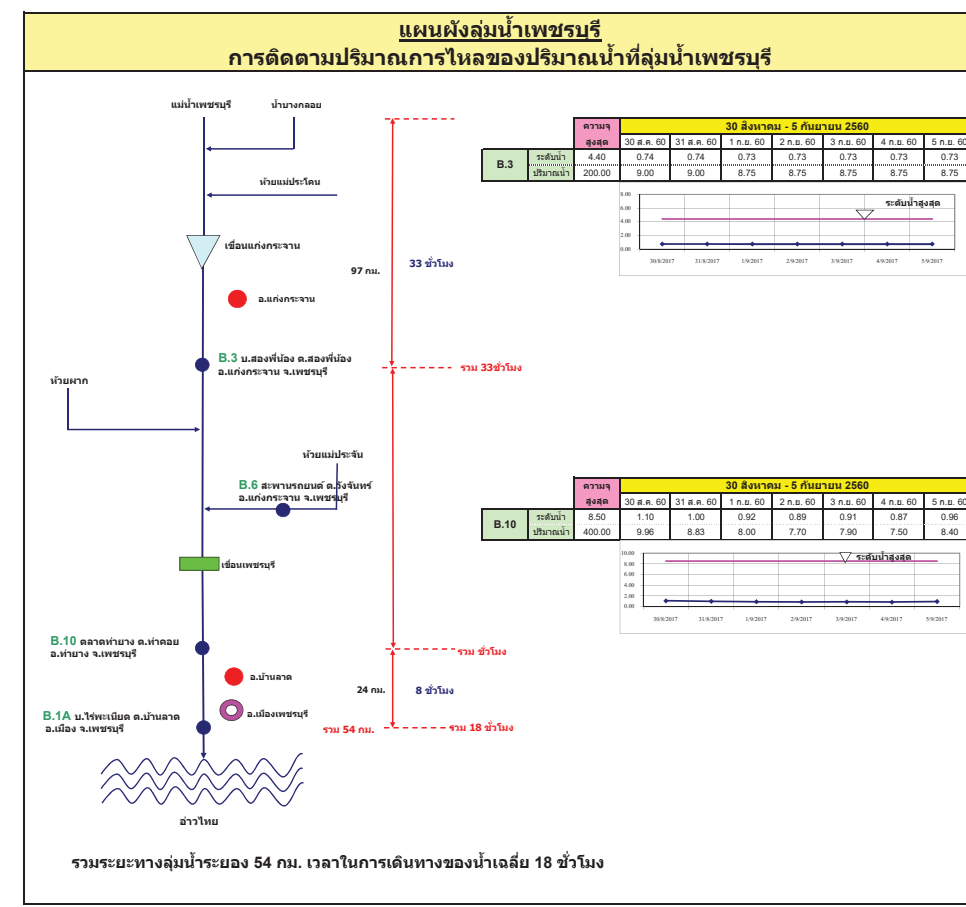 แผนผังลุ่มน้ำเพชรบุรี
การติดตามปริมาณการไหลของปริมาณน้ำที่ลุ่มน้ำเพชรบุรี
แม่น้ำเพชรบุรี
น้ำบางกลอย
ห้วยแม่ประโดน
เขื่อนแก่งกระจาน
97 กม.
33 ชั่วโมง
อ.แก่งกระจาน
B.3 บ.สองพี่น้อง ต.สองพี่น้อง
อ.แก่งกระจาน จ.เพชรบุรี
รวม 33ชั่วโมง
ห้วยผาก
ห้วยแม่ประจัน
B.6 สะพานรถยนต์ ต.วังจันทร์
อ.แก่งกระจาน จ.เพชรบุรี
เขื่อนเพชรบุรี
B.10 ตลาดท่ายาง ต.ท่าคอย
อ.ท่ายาง จ.เพชรบุรี
รวม ชั่วโมง
อ.บ้านลาด
24 กม.
8 ชั่วโมง
อ.เมืองเพชรบุรี
B.1A บ.ไร่พะเนียด ต.บ้านลาด
อ.เมือง จ.เพชรบุรี
รวม 54 กม.
รวม 18 ชั่วโมง
อ่าวไทย
รวมระยะทางลุ่มน้ำระยอง 54 กม. เวลาในการเดินทางของน้ำเฉลี่ย 18 ชั่วโมง
ความจุ 30 สิงหาคม - 5 กันยายน 2560
สูงสุด 30 ส.ค. 60 31 ส.ค. 60 1 ก.ย. 60 2 ก.ย. 60 3 ก.ย. 60 4 ก.ย. 60 5 ก.ย. 60
B.3
ระดับน้ำ 4.40 0.74 0.74 0.73 0.73 0.73 0.73 0.73
ปริมาณน้ำ 200.00 9.00 9.00 8.75 8.75 8.75 8.75 8.75
8.00
6.00
4.00
2.00
0.00
ระดับน้ำสูงสุด
30/8/2017 31/8/2017 1/9/2017 2/9/2017 3/9/2017 4/9/2017 5/9/2017
ความจุ 30 สิงหาคม - 5 กันยายน 2560
สูงสุด 30 ส.ค. 60 31 ส.ค. 60 1 ก.ย. 60 2 ก.ย. 60 3 ก.ย. 60 4 ก.ย. 60 5 ก.ย. 60
B.10
ระดับน้ำ 8.50 1.10 1.00 0.92 0.89 0.91 0.87 0.96
ปริมาณน้ำ 400.00 9.96 8.83 8.00 7.70 7.90 7.50 8.40
10.00
8.00
6.00
4.00
2.00
0.00
ระดับน้ำสูงสุด
30/8/2017 31/8/2017 1/9/2017 2/9/2017 3/9/2017 4/9/2017 5/9/2017